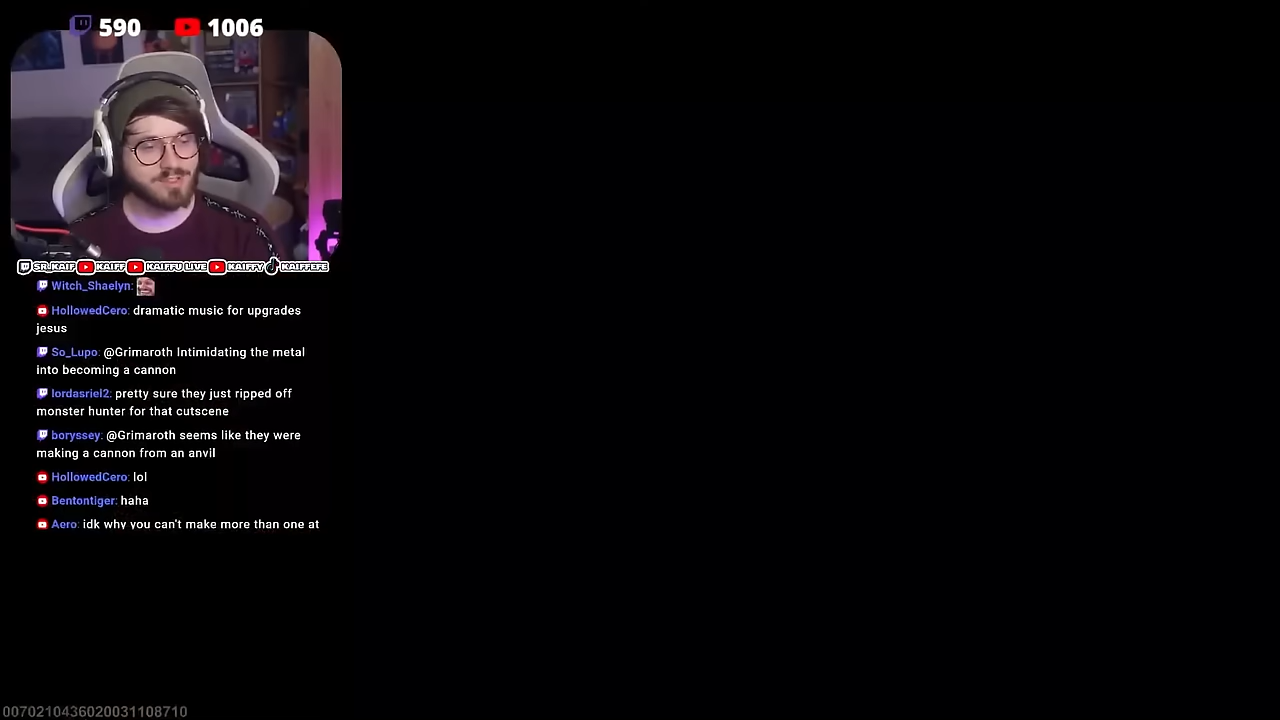 590 1006
SR_KAIF KAIFF KAIFFU LIVE KAIFFY KAIFFEFE
Witch_Shaelyn:
HollowedCero: dramatic music for upgrades
jesus
So_Lupo: @Grimaroth Intimidating the metal
into becoming a cannon
lordasriel2: pretty sure they just ripped off
monster hunter for that cutscene
boryssey: @Grimaroth seems like they were
making a cannon from an anvil
HollowedCero: lol
Bentontiger: haha
Aero: idk why you can't make more than one at
0070210436020031108710